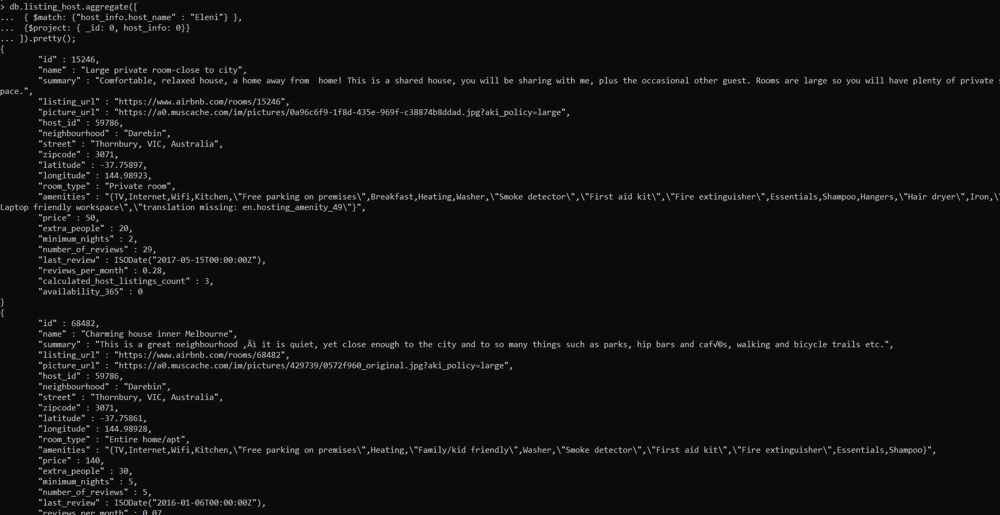 > db.listing_host.aggregate([
...  { $match: {"host_info.host_name" : "Eleni"} },
...  {$project: { _id: 0, host_info: 0}}
... ]).pretty();
{
        "id" : 15246,
        "name" : "Large private room-close to city",
        "summary" : "Comfortable, relaxed house, a home away from  home! This is a shared house, you will be sharing with me, plus the occasional other guest. Rooms are large so you will have plenty of private s
pace.",
        "listing_url" : "https://www.airbnb.com/rooms/15246",
        "picture_url" : "https://a0.muscache.com/im/pictures/0a96c6f9-1f8d-435e-969f-c38874b8ddad.jpg?aki_policy=large",
        "host_id" : 59786,
        "neighbourhood" : "Darebin",
        "street" : "Thornbury, VIC, Australia",
        "zipcode" : 3071,
        "latitude" : -37.75897,
        "longitude" : 144.98923,
        "room_type" : "Private room",
        "amenities" : "{TV,Internet,Wifi,Kitchen,\"Free parking on premises\",Breakfast,Heating,Washer,\"Smoke detector\",\"First aid kit\",\"Fire extinguisher\",Essentials,Shampoo,Hangers,\"Hair dryer\",Iron,\"
Laptop friendly workspace\",\"translation missing: en.hosting_amenity_49\"}",
        "price" : 50,
        "extra_people" : 20,
        "minimum_nights" : 2,
        "number_of_reviews" : 29,
        "last_review" : ISODate("2017-05-15T00:00:00Z"),
        "reviews_per_month" : 0.28,
        "calculated_host_listings_count" : 3,
        "availability_365" : 0
}
{
        "id" : 68482,
        "name" : "Charming house inner Melbourne",
        "summary" : "This is a great neighbourhood ‚Äì it is quiet, yet close enough to the city and to so many things such as parks, hip bars and caf√©s, walking and bicycle trails etc.",
        "listing_url" : "https://www.airbnb.com/rooms/68482",
        "picture_url" : "https://a0.muscache.com/im/pictures/429739/0572f960_original.jpg?aki_policy=large",
        "host_id" : 59786,
        "neighbourhood" : "Darebin",
        "street" : "Thornbury, VIC, Australia",
        "zipcode" : 3071,
        "latitude" : -37.75861,
        "longitude" : 144.98928,
        "room_type" : "Entire home/apt",
        "amenities" : "{TV,Internet,Wifi,Kitchen,\"Free parking on premises\",Heating,\"Family/kid friendly\",Washer,\"Smoke detector\",\"First aid kit\",\"Fire extinguisher\",Essentials,Shampoo}",
        "price" : 140,
        "extra_people" : 30,
        "minimum_nights" : 5,
        "number_of_reviews" : 5,
        "last_review" : ISODate("2016-01-06T00:00:00Z"),
        "reviews_per_month" : 0.07